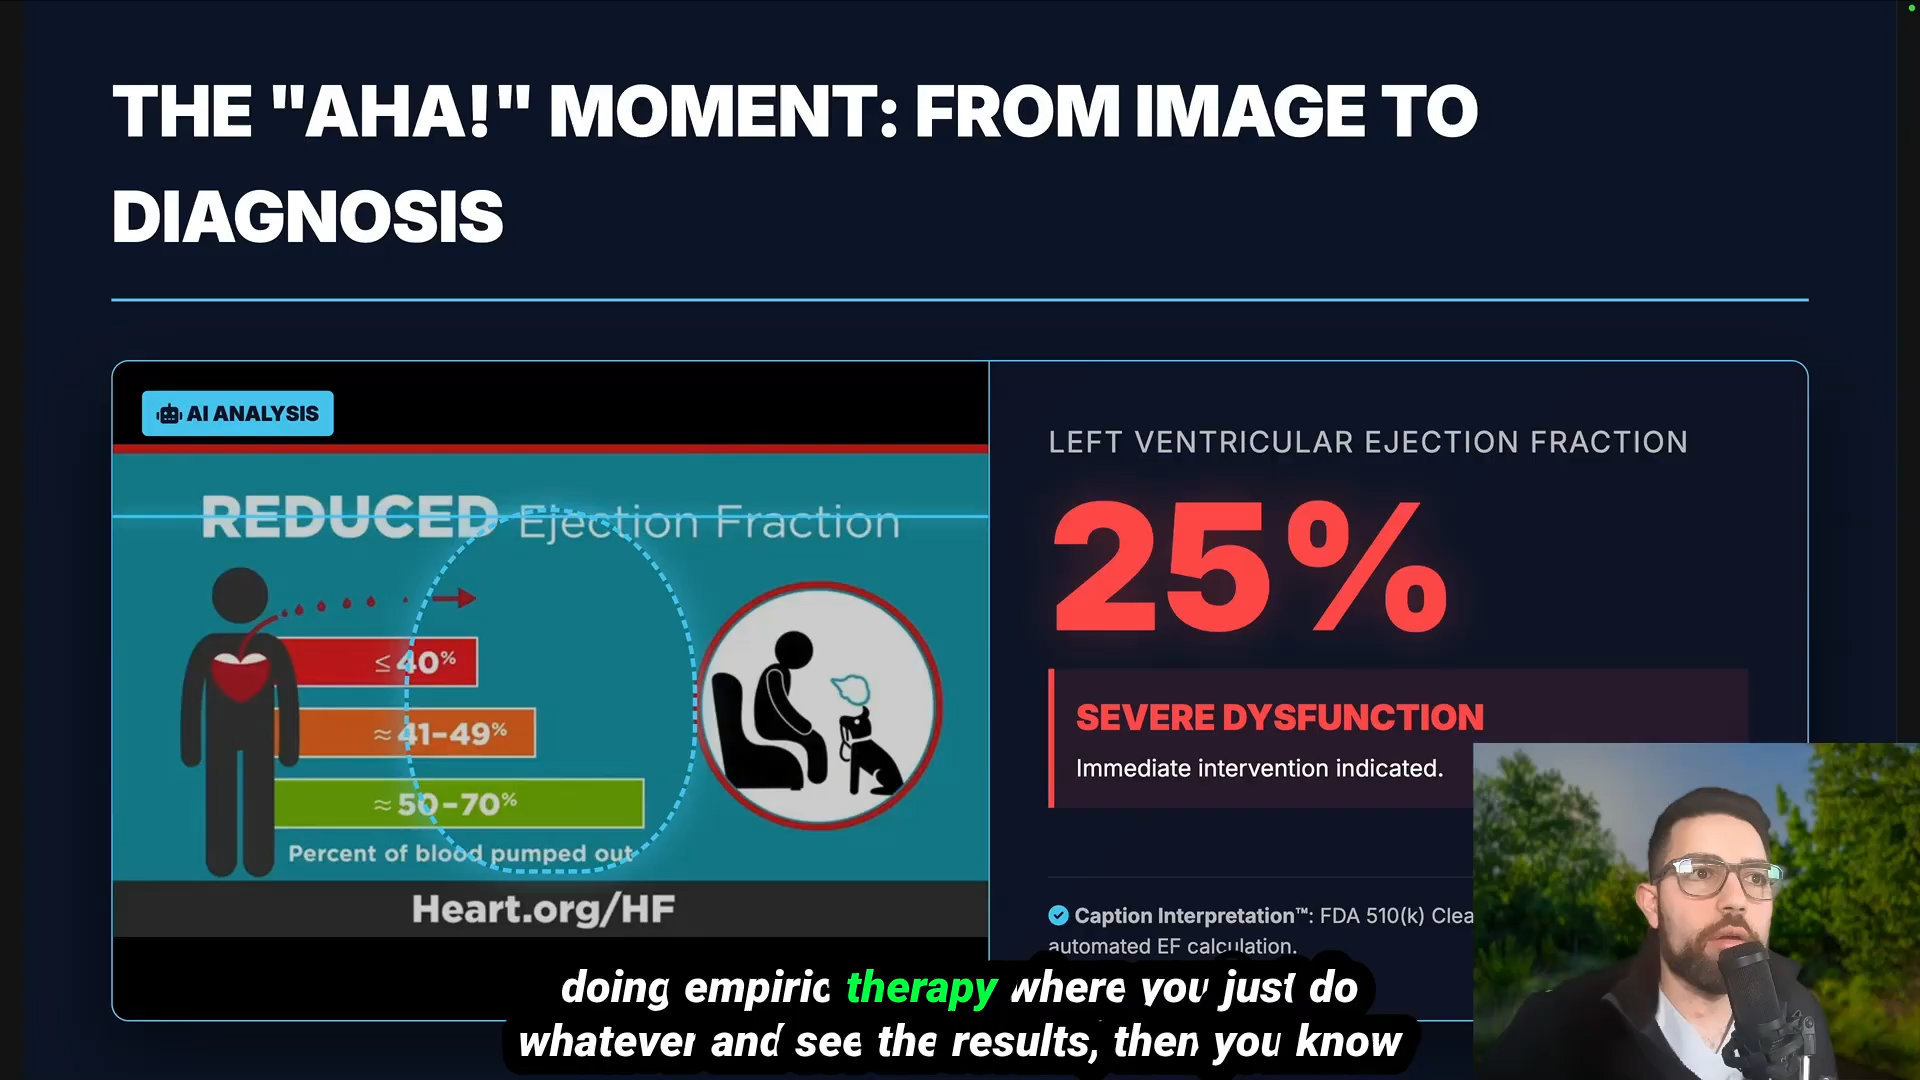 THE "AHA!" MOMENT: FROM IMAGE TO
DIAGNOSIS
AI ANALYSIS
REDUCED Ejection Fraction
≤ 40%
≈ 41-49%
≈ 50-70%
Percent of blood pumped out
Heart.org/HF
LEFT VENTRICULAR EJECTION FRACTION
25%
SEVERE DYSFUNCTION
Immediate intervention indicated.
Caption Interpretation™: FDA 510(k)
automated EF calculation.
doing empiric therapy where you just do
whatever and see the results, then you know